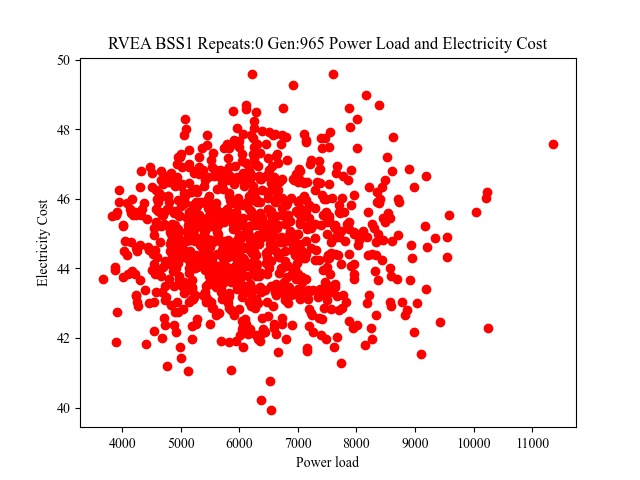 RVEA BSS1 Repeats:0 Gen:965 Power Load and Electricity Cost
50
48
46
44
42
40
Electricity Cost
4000 5000 6000 7000 8000 9000 10000 11000
Power load